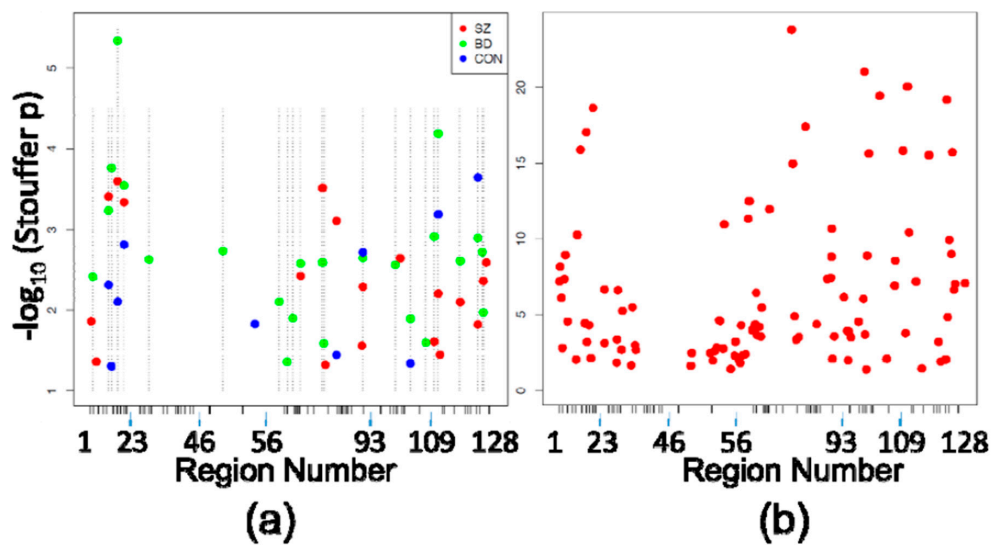 SZ
BD
CON
-log10 (Stouffer p)
5
4
3
2
1
20
15
10
5
0
1 23 46 56 93 109 128
1 23 46 56 93 109 128
Region Number
Region Number
(a)
(b)